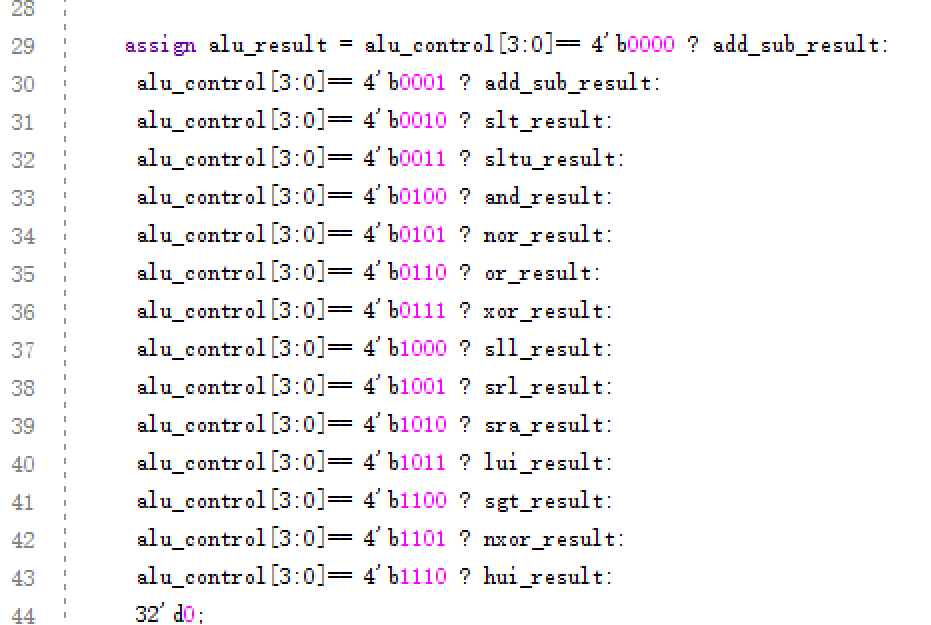 28
29 assign alu_result = alu_control[3:0]== 4'b0000 ? add_sub_result:
30 alu_control[3:0]== 4'b0001 ? add_sub_result:
31 alu_control[3:0]== 4'b0010 ? slt_result:
32 alu_control[3:0]== 4'b0011 ? sltu_result:
33 alu_control[3:0]== 4'b0100 ? and_result:
34 alu_control[3:0]== 4'b0101 ? nor_result:
35 alu_control[3:0]== 4'b0110 ? or_result:
36 alu_control[3:0]== 4'b0111 ? xor_result:
37 alu_control[3:0]== 4'b1000 ? sll_result:
38 alu_control[3:0]== 4'b1001 ? srl_result:
39 alu_control[3:0]== 4'b1010 ? sra_result:
40 alu_control[3:0]== 4'b1011 ? lui_result:
41 alu_control[3:0]== 4'b1100 ? sgt_result:
42 alu_control[3:0]== 4'b1101 ? nxor_result:
43 alu_control[3:0]== 4'b1110 ? hui_result:
44 32'd0;